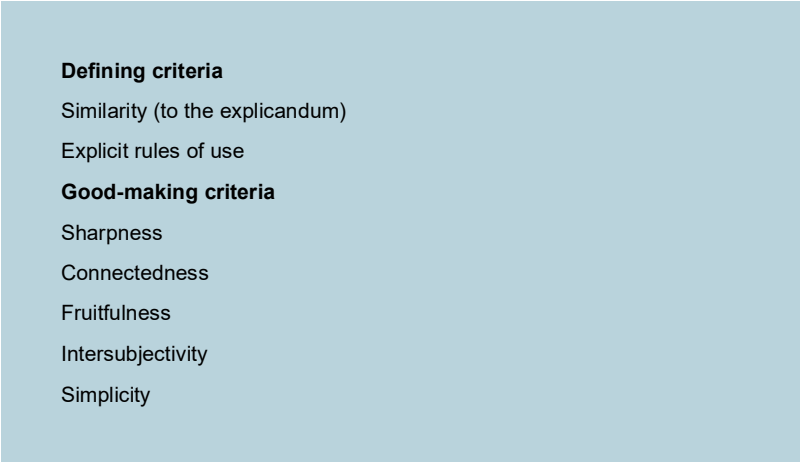 Defining criteria
Similarity (to the explicandum)
Explicit rules of use
Good-making criteria
Sharpness
Connectedness
Fruitfulness
Intersubjectivity
Simplicity